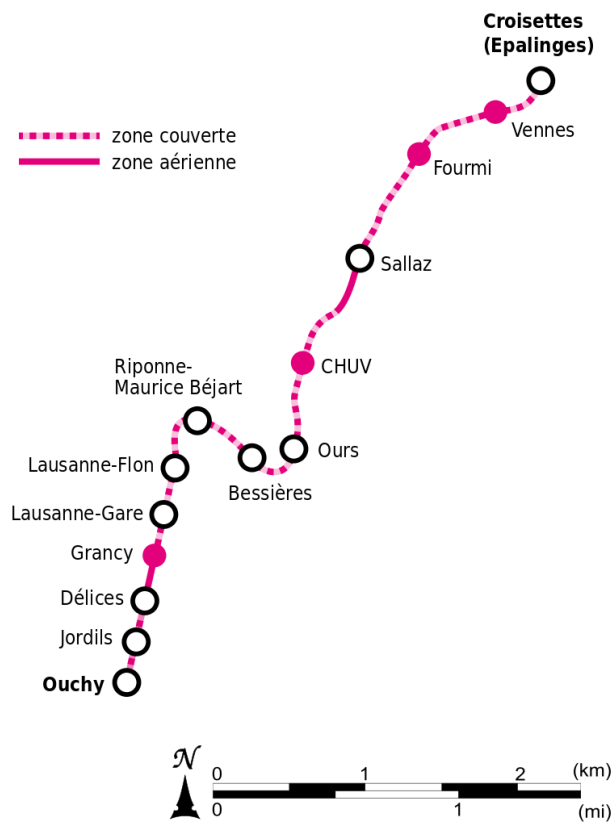 Croisettes
(Epalinges)
Vennes
zone couverte
zone aérienne
Fourmi
Sallaz
Riponne-
Maurice Béjart
CHUV
Ours
Lausanne-Flon
Bessières
Lausanne-Gare
Grancy
Délices
Jordils
Ouchy
N
0 1 2 (km)
0 1 (mi)